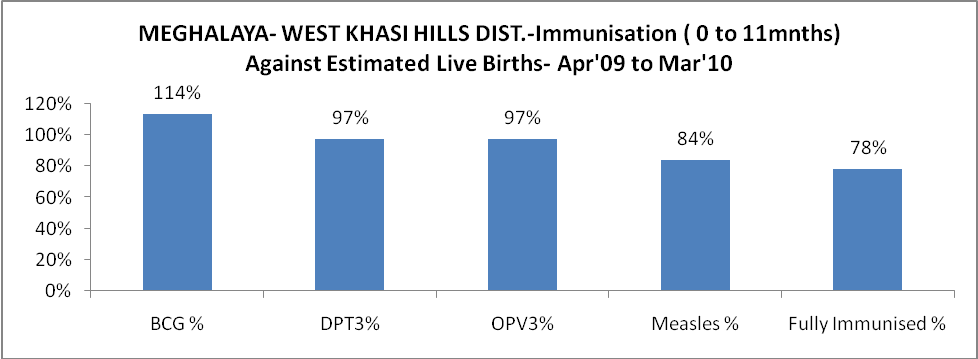 MEGHALAYA- WEST KHASI HILLS DIST.-Immunisation ( 0 to 11mnths)
Against Estimated Live Births- Apr'09 to Mar'10
114%
97%
97%
84%
78%
120%
100%
80%
60%
40%
20%
0%
BCG %
DPT3%
OPV3%
Measles %
Fully Immunised %